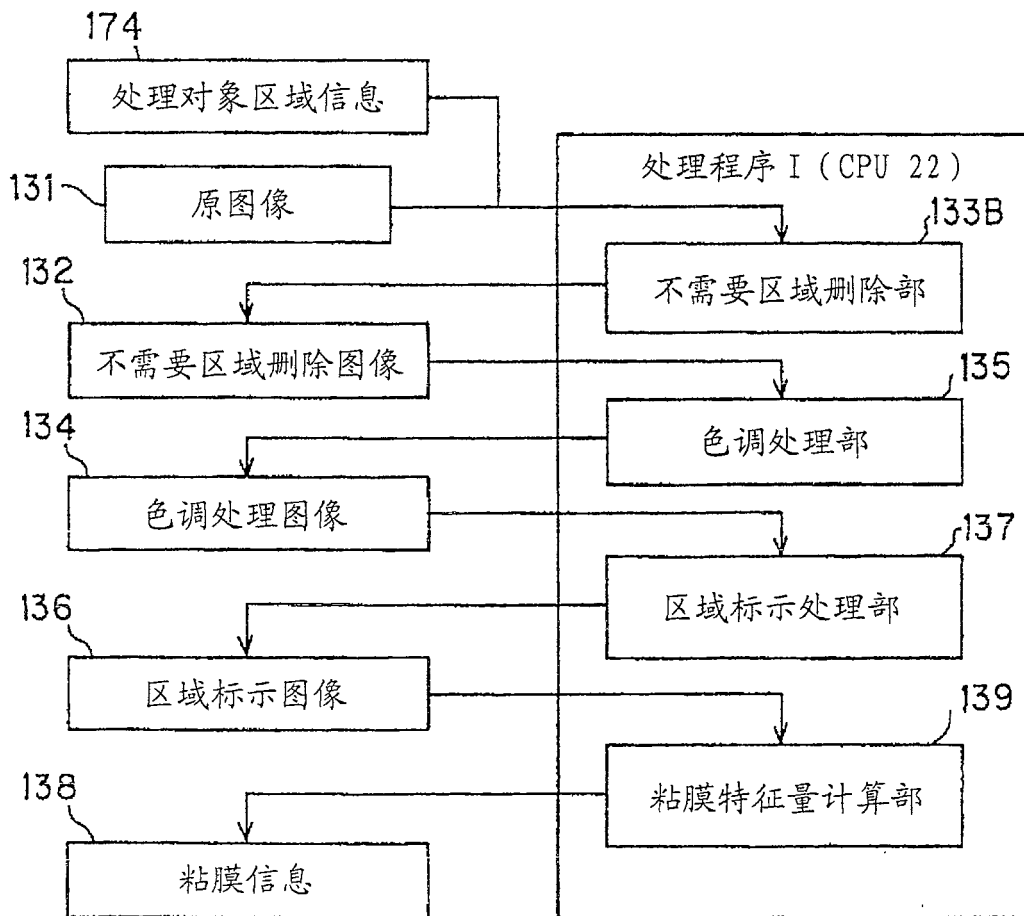 174
处理对象区域信息
处理程序 I (CPU 22)
131
原图像
133B
不需要区域删除部
132
不需要区域删除图像
135
色调处理部
134
色调处理图像
137
区域标示处理部
136
区域标示图像
139
粘膜特征量计算部
138
粘膜信息